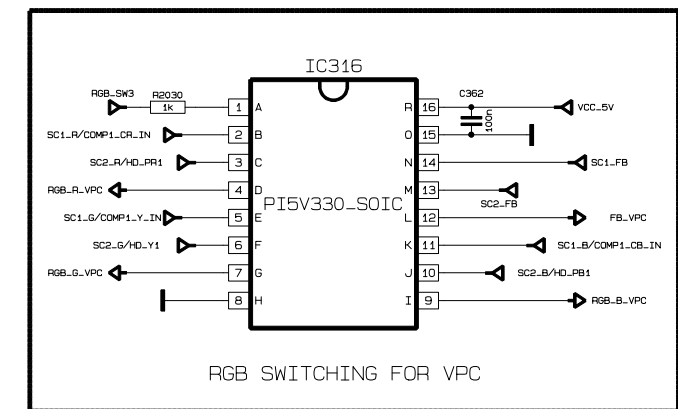 IC316
RGB_SW3
R2030
1k
1 A
SC1_R/COMP1_CR_IN
2 B
SC2_R/HD_PR1
3 C
RGB_R_VPC
4 D
SC1_G/COMP1_Y_IN
5 E
SC2_G/HD_Y1
6 F
RGB_G_VPC
7 G
8 H
PI5V330_SOIC
R 16
C362
100n
VCC_5V
O 15
N 14
SC1_FB
M 13
SC2_FB
L 12
FB_VPC
K 11
SC1_B/COMP1_CB_IN
J 10
SC2_B/HD_PB1
I 9
RGB_B_VPC
RGB SWITCHING FOR VPC